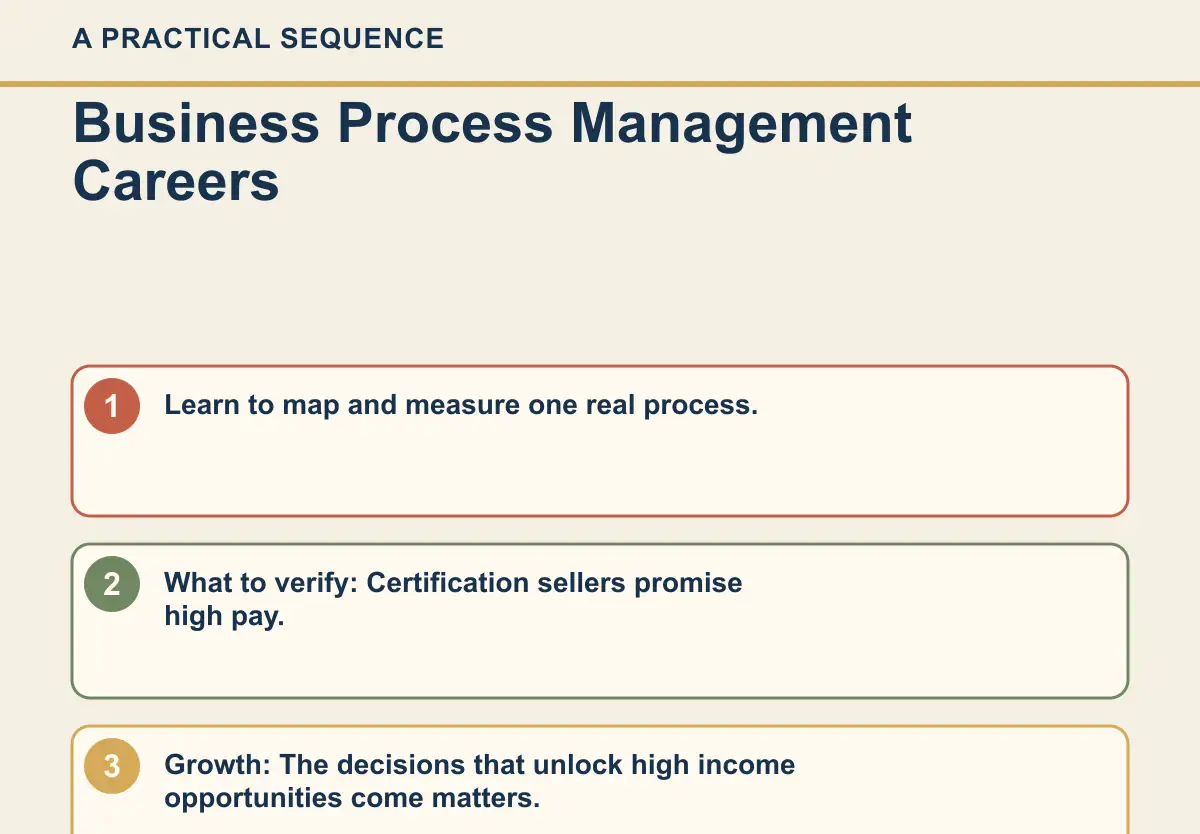 A PRACTICAL SEQUENCE
Business Process Management
Careers
1
Learn to map and measure one real process.
2
What to verify: Certification sellers promise
high pay.
3
Growth: The decisions that unlock high income
opportunities come matters.